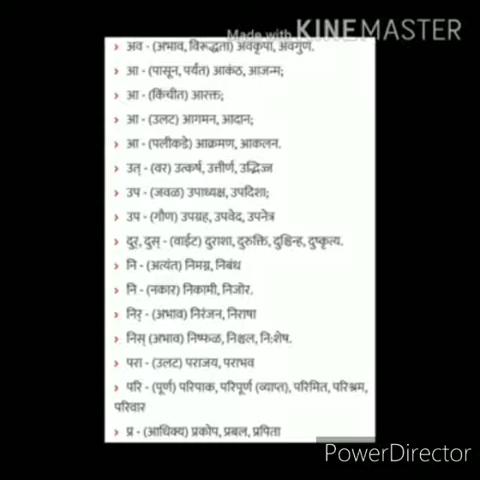 Made with KINEMASTER
› अव - (अभाव, विरूद्धता) अवकृपा, अवगुण.
› आ - (पासून, पर्यंत) आकंठ, आजन्म;
› आ - (किंचीत) आरक्त;
› आ - (उलट) आगमन, आदान;
› आ - (पलीकडे) आक्रमण, आकलन.
› उत् - (वर) उत्कर्ष, उत्तीर्ण, उद्भिज्ज
› उप - (जवळ) उपाध्यक्ष, उपदिशा;
› उप - (गौण) उपग्रह, उपवेद, उपनेत्र
› दुर्, दुस् - (वाईट) दुराशा, दुरुक्ति, दुश्चिन्ह, दुष्कृत्य.
› नि - (अत्यंत) निमग्न, निबंध
› नि - (नकार) निकामी, निजोर.
› निर् - (अभाव) निरंजन, निराषा
› निस् (अभाव) निष्फळ, निश्चल, नि:शेष.
› परा - (उलट) पराजय, पराभव
› परि - (पूर्ण) परिपाक, परिपूर्ण (व्याप्त), परिमित, परिश्रम,
परिवार
› प्र - (आधिक्य) प्रकोप, प्रबल, प्रपिता
PowerDirector